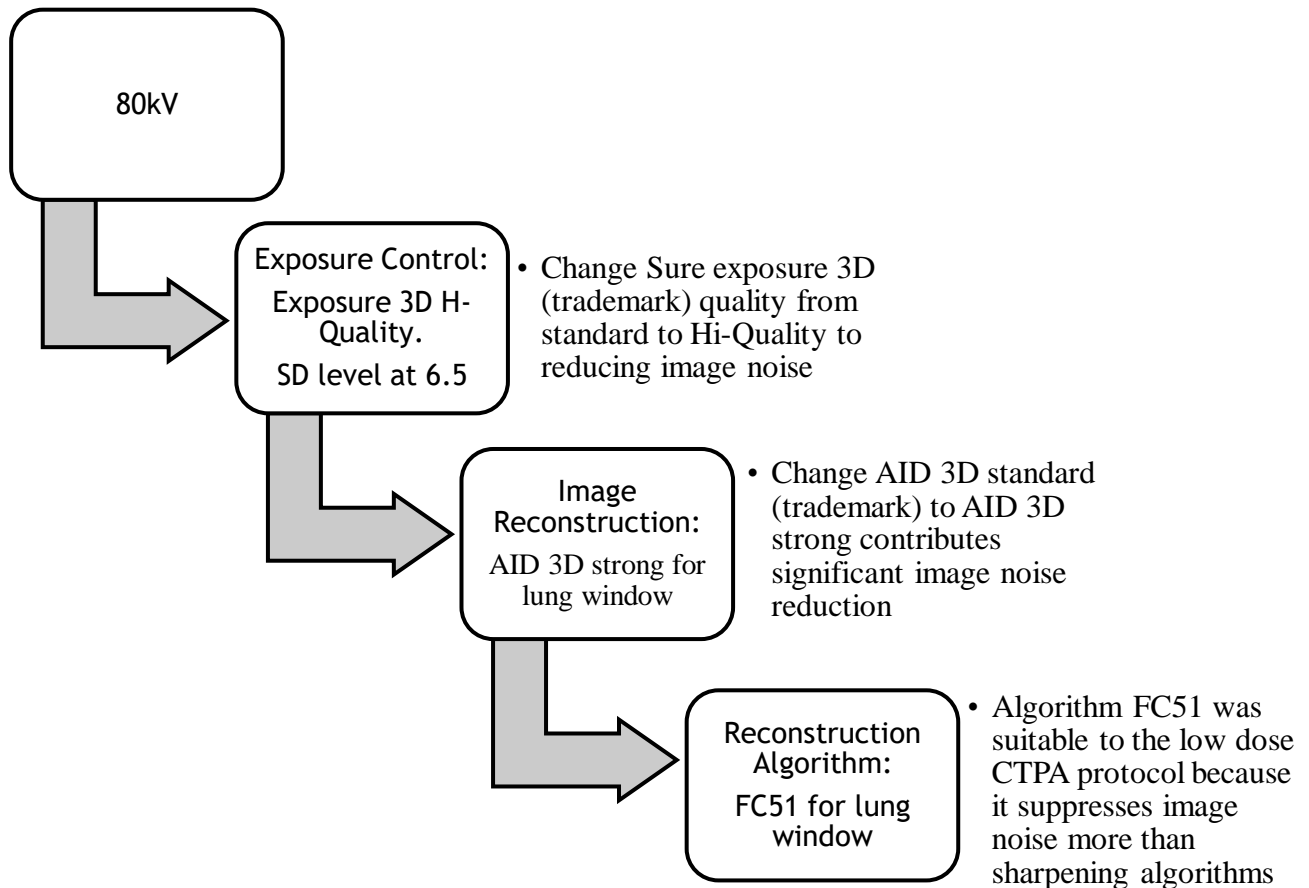 80kV
Exposure Control:
Exposure 3D H-
Quality.
SD level at 6.5
• Change Sure exposure 3D
(trademark) quality from
standard to Hi-Quality to
reducing image noise
Image
Reconstruction:
AID 3D strong for
lung window
• Change AID 3D standard
(trademark) to AID 3D
strong contributes
significant image noise
reduction
Reconstruction
Algorithm:
FC51 for lung
window
• Algorithm FC51 was
suitable to the low dose
CTPA protocol because
it suppresses image
noise more than
sharpening algorithms